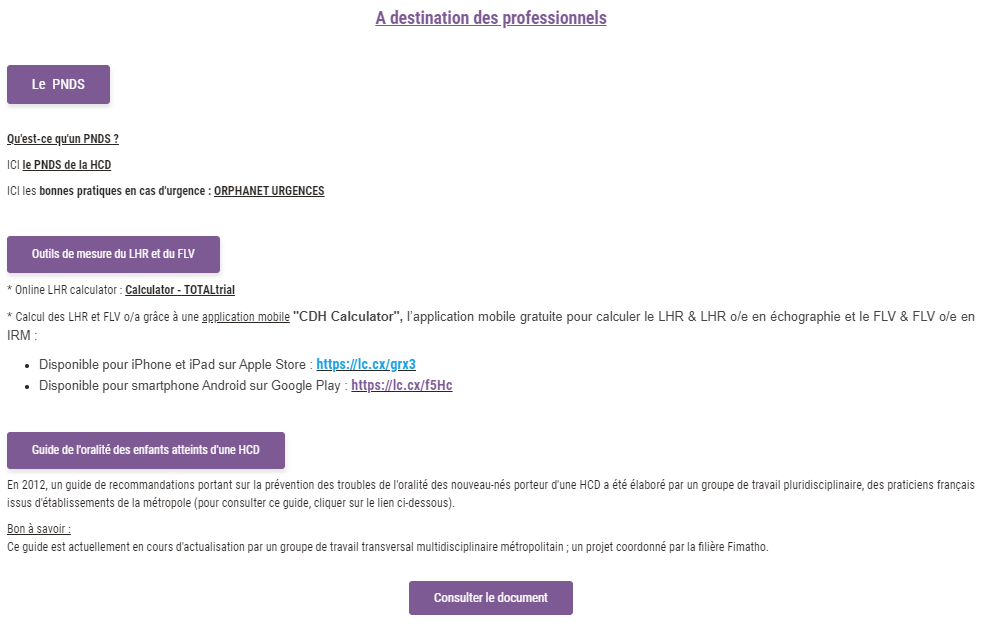 A destination des professionnels
Le PNDS
Qu'est-ce qu'un PNDS ?
ICI le PNDS de la HCD
ICI les bonnes pratiques en cas d'urgence : ORPHANET URGENCES
Outils de mesure du LHR et du FLV
* Online LHR calculator : Calculator - TOTALtrial
* Calcul des LHR et FLV o/a grâce à une application mobile "CDH Calculator", l'application mobile gratuite pour calculer le LHR & LHR o/e en échographie et le FLV & FLV o/e en
IRM :
• Disponible pour iPhone et iPad sur Apple Store : https://lc.cx/grx3
• Disponible pour smartphone Android sur Google Play : https://lc.cx/f5Hc
Guide de l'oralité des enfants atteints d'une HCD
En 2012, un guide de recommandations portant sur la prévention des troubles de l'oralité des nouveau-nés porteur d'une HCD a été élaboré par un groupe de travail pluridisciplinaire, des praticiens français
issus d'établissements de la métropole (pour consulter ce guide, cliquer sur le lien ci-dessous).
Bon à savoir :
Ce guide est actuellement en cours d'actualisation par un groupe de travail transversal multidisciplinaire métropolitain ; un projet coordonné par la filière Fimatho.
Consulter le document